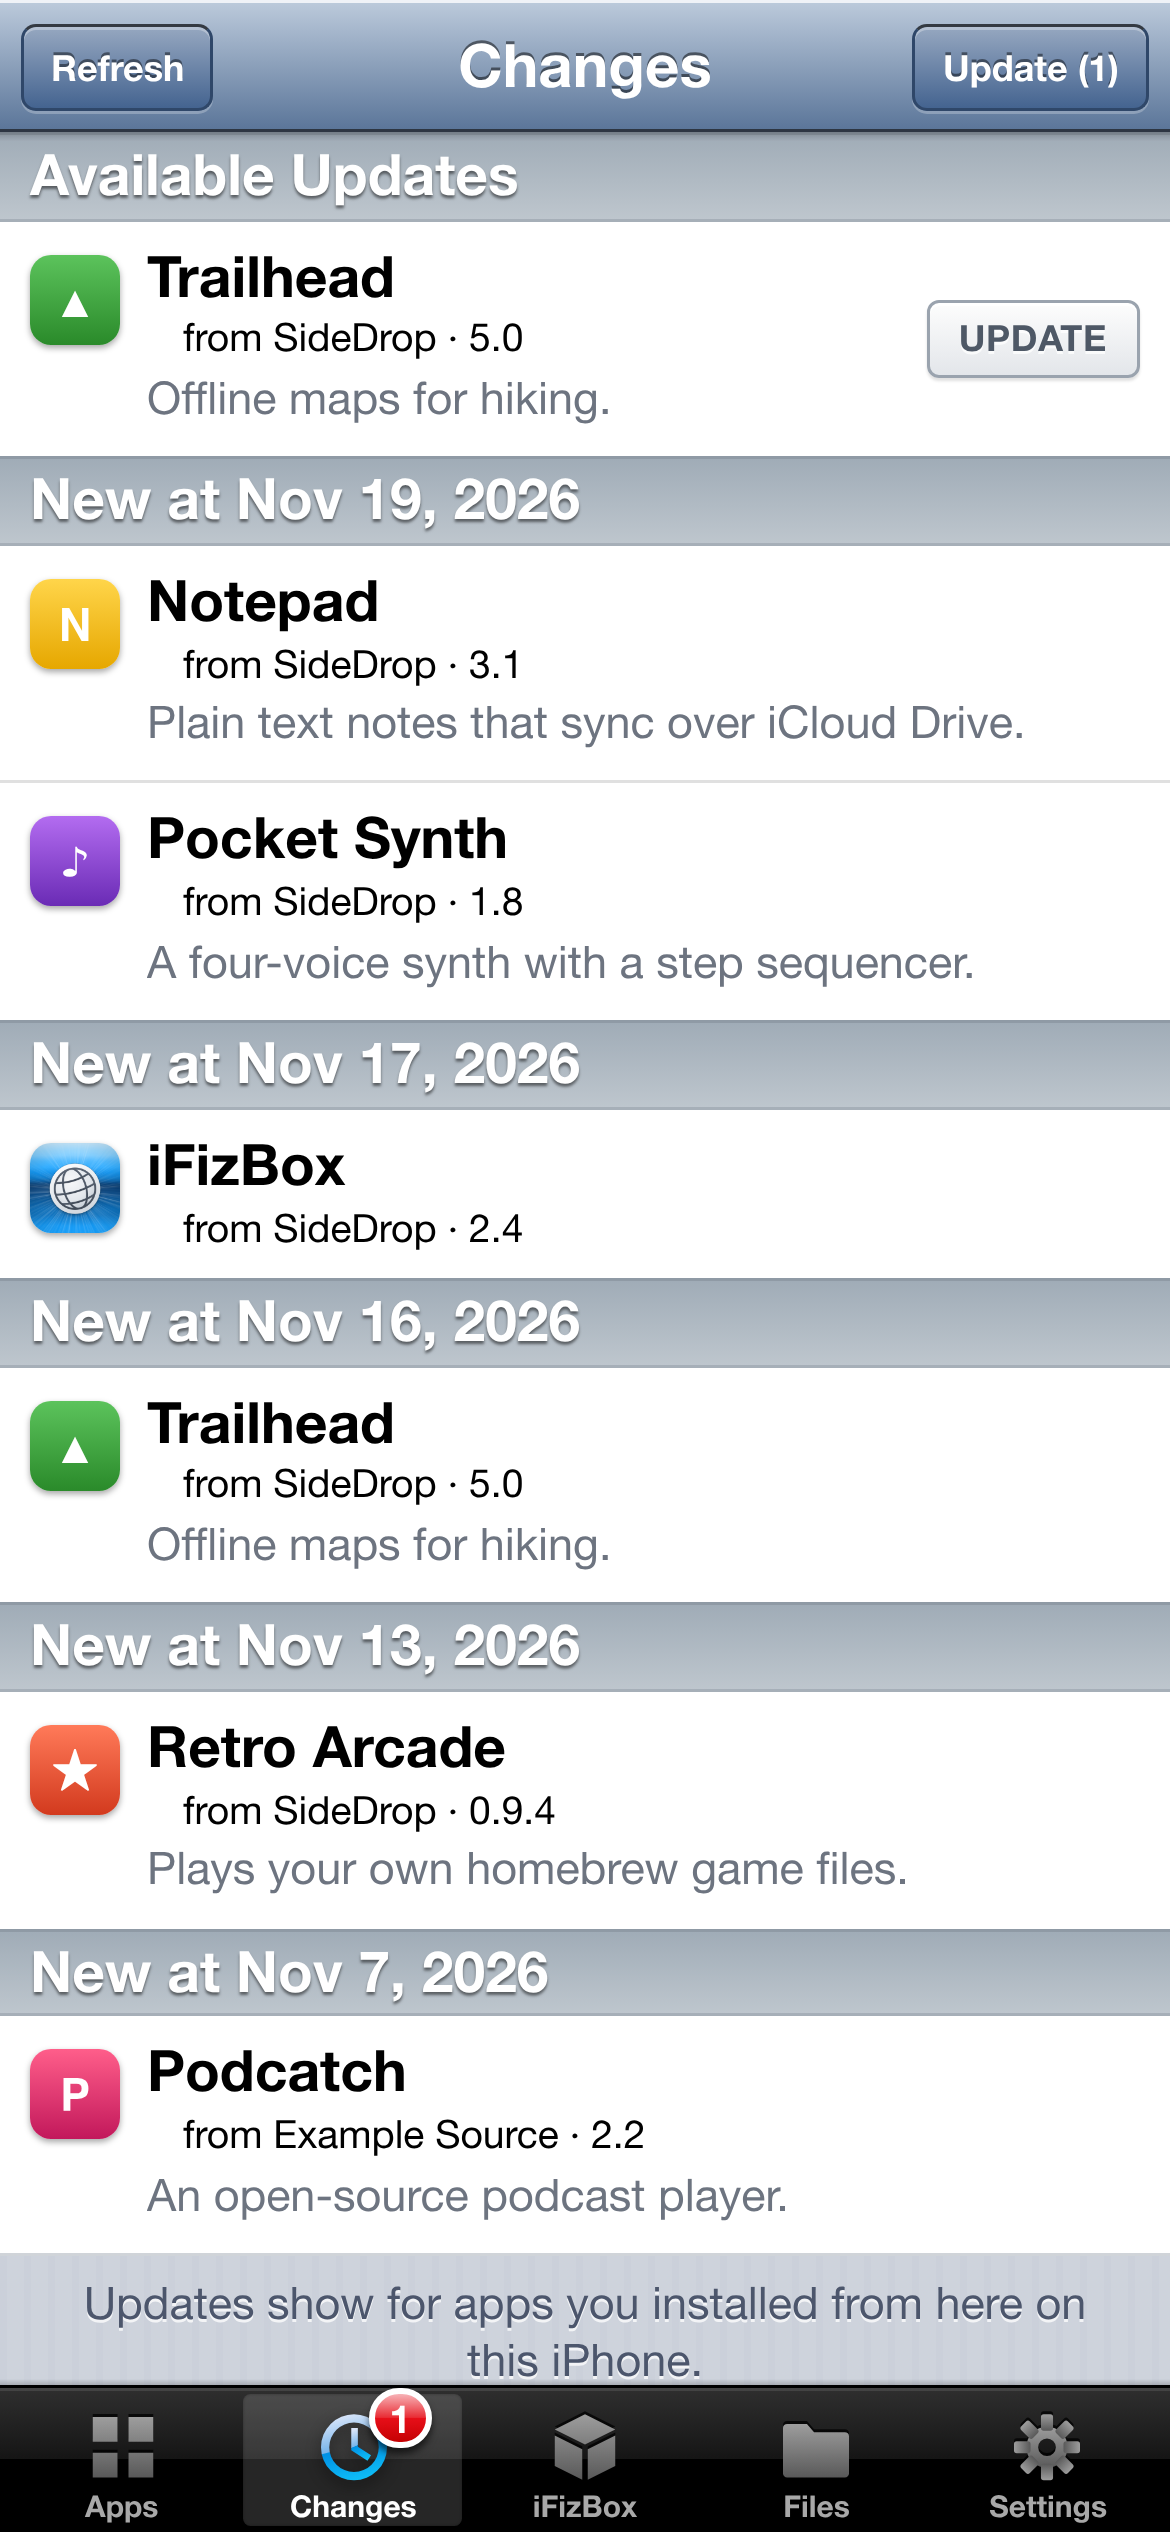 Refresh
Changes
Update (1)
Available Updates
Trailhead
from SideDrop · 5.0
UPDATE
Offline maps for hiking.
New at Nov 19, 2026
N
Notepad
from SideDrop · 3.1
Plain text notes that sync over iCloud Drive.
Pocket Synth
from SideDrop · 1.8
A four-voice synth with a step sequencer.
New at Nov 17, 2026
iFizBox
from SideDrop · 2.4
New at Nov 16, 2026
Trailhead
from SideDrop · 5.0
Offline maps for hiking.
New at Nov 13, 2026
Retro Arcade
from SideDrop · 0.9.4
Plays your own homebrew game files.
New at Nov 7, 2026
P
Podcatch
from Example Source · 2.2
An open-source podcast player.
Updates show for apps you installed from here on
this iPhone.
1
Apps
Changes
iFizBox
Files
Settings